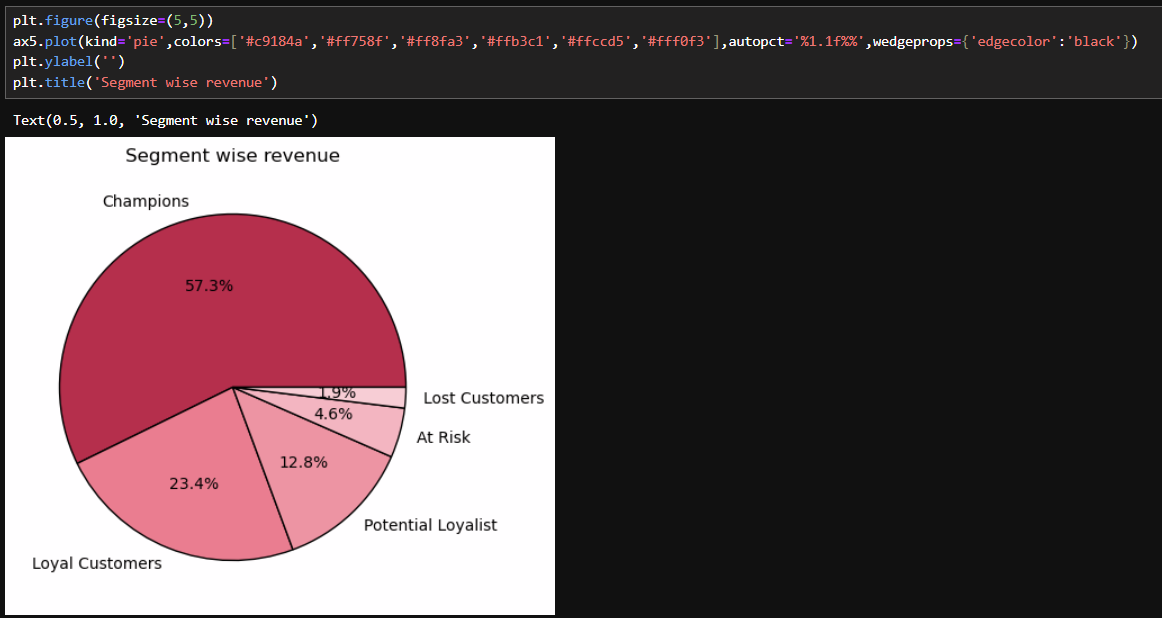 plt.figure(figsize=(5,5))
ax5.plot(kind='pie',colors=['#c9184a','#ff758f','#ff8fa3','#ffb3c1','#ffccd5','#fff0f3'],autopct='%1.1f%%',wedgeprops={'edgecolor':'black'})
plt.ylabel('')
plt.title('Segment wise revenue')
Text(0.5, 1.0, 'Segment wise revenue')
Segment wise revenue
Champions
57.3%
1.9%
Lost Customers
4.6%
At Risk
12.8%
23.4%
Potential Loyalist
Loyal Customers